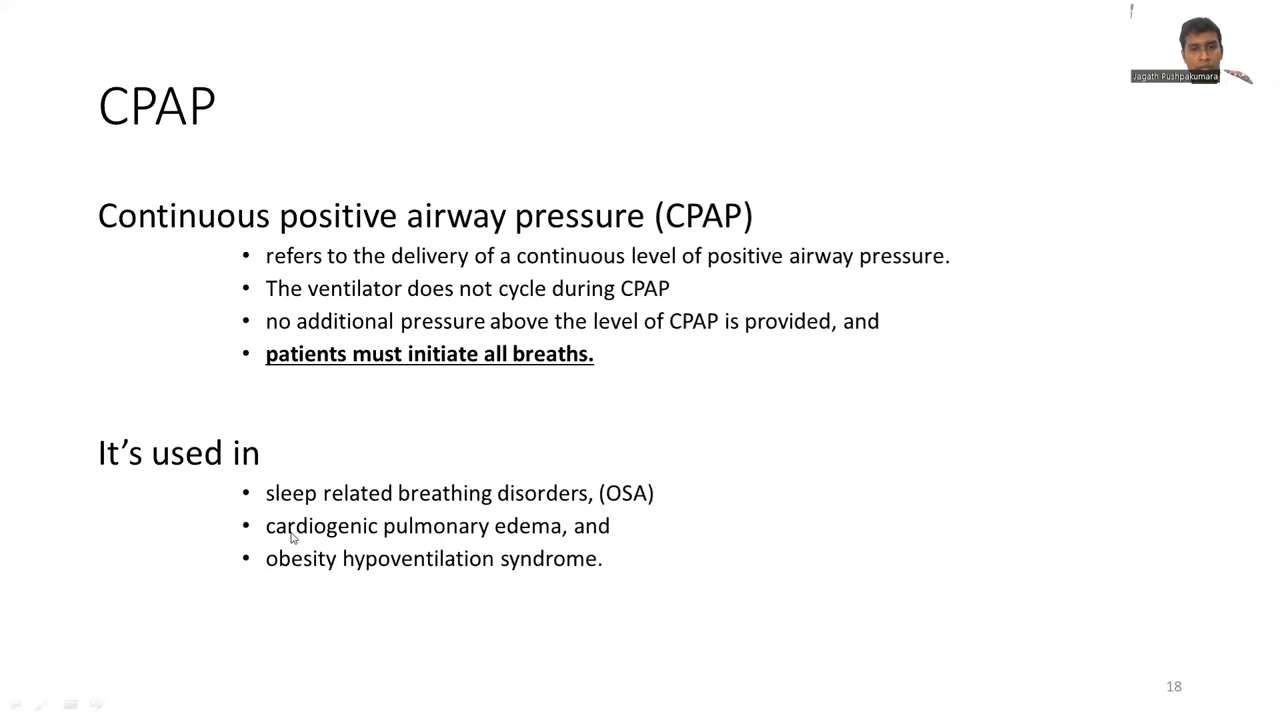 Jagath Pushpakumara
CPAP
Continuous positive airway pressure (CPAP)
• refers to the delivery of a continuous level of positive airway pressure.
• The ventilator does not cycle during CPAP
• no additional pressure above the level of CPAP is provided, and
• patients must initiate all breaths.
It’s used in
• sleep related breathing disorders, (OSA)
• cardiogenic pulmonary edema, and
• obesity hypoventilation syndrome.
18